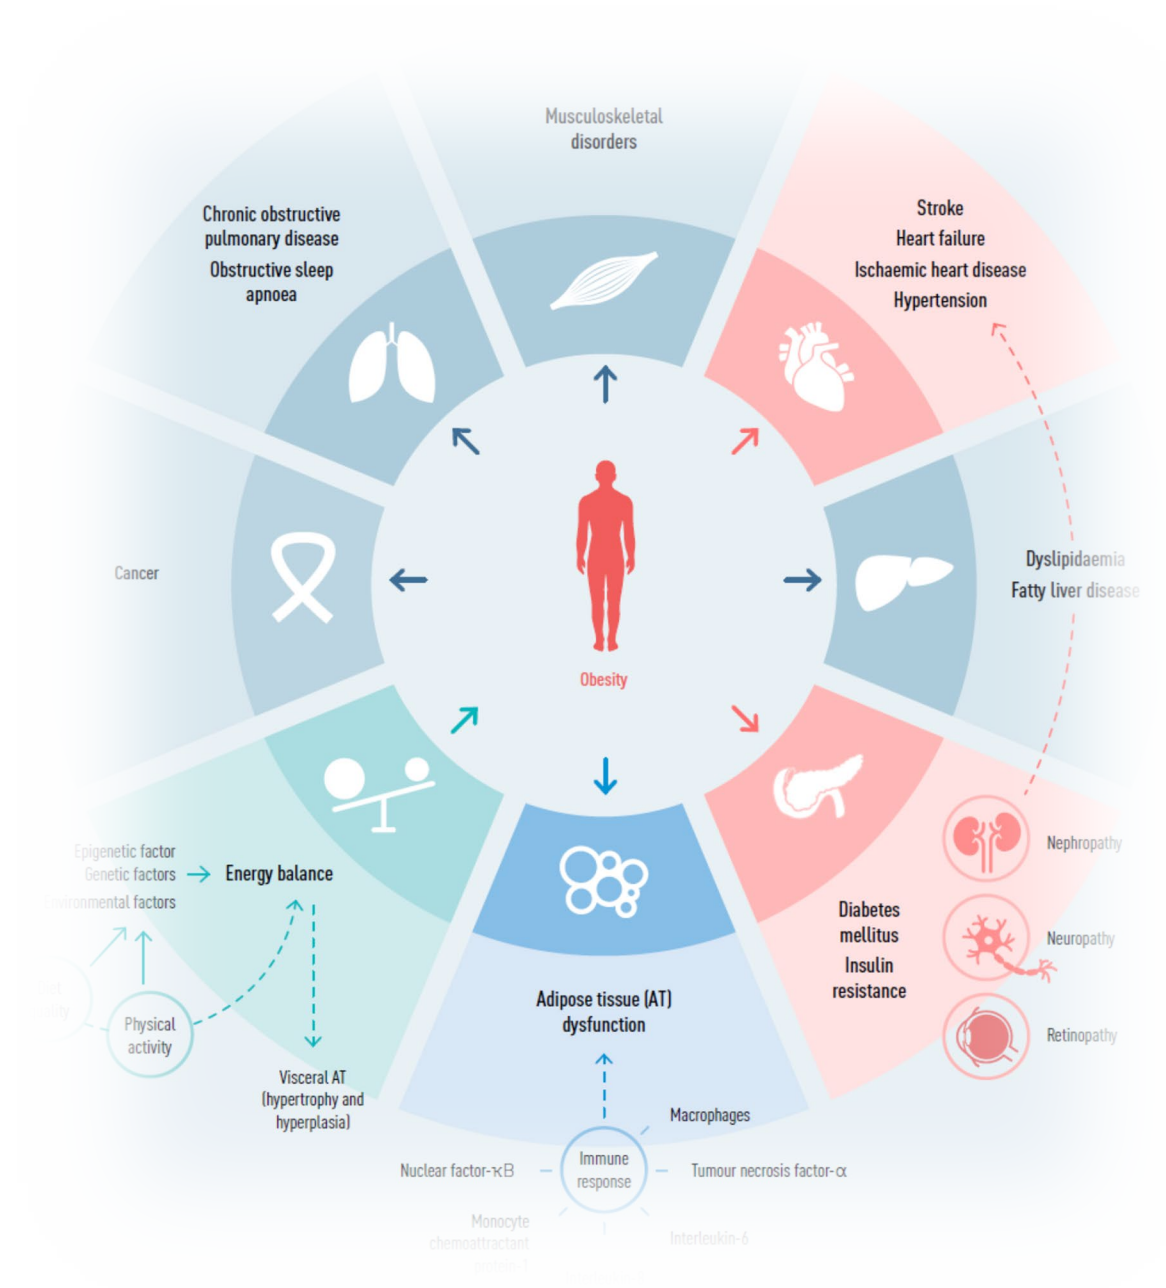 Musculoskeletal
disorders
Chronic obstructive
pulmonary disease
Obstructive sleep
apnoea
Stroke
Heart failure
Ischaemic heart disease
Hypertension
Cancer
Dyslipidaemia
Fatty liver disease
Obesity
Epigenetic factor
Genetic factors
Environmental factors
Energy balance
Physical
activity
Visceral AT
(hypertrophy and
hyperplasia)
Adipose tissue (AT)
dysfunction
Diabetes
mellitus
Insulin
resistance
Nephropathy
Neuropathy
Retinopathy
Macrophages
Nuclear factor-κB
Immune
response
Tumour necrosis factor-α
Monocyte
chemoattractant
protein-1
Interleukin-6